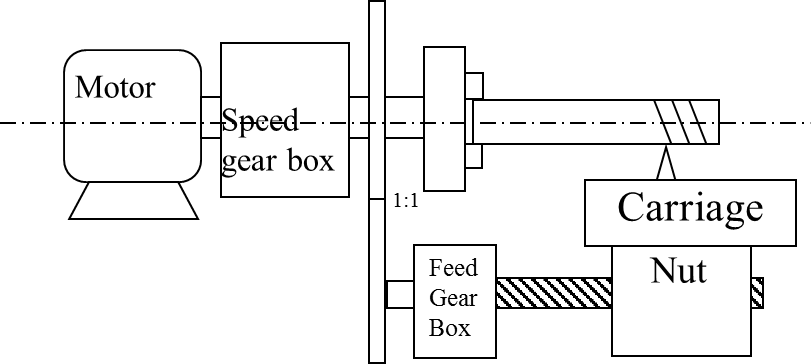 Motor
Speed
gear box
1:1
Carriage
Feed
Gear
Box
Nut